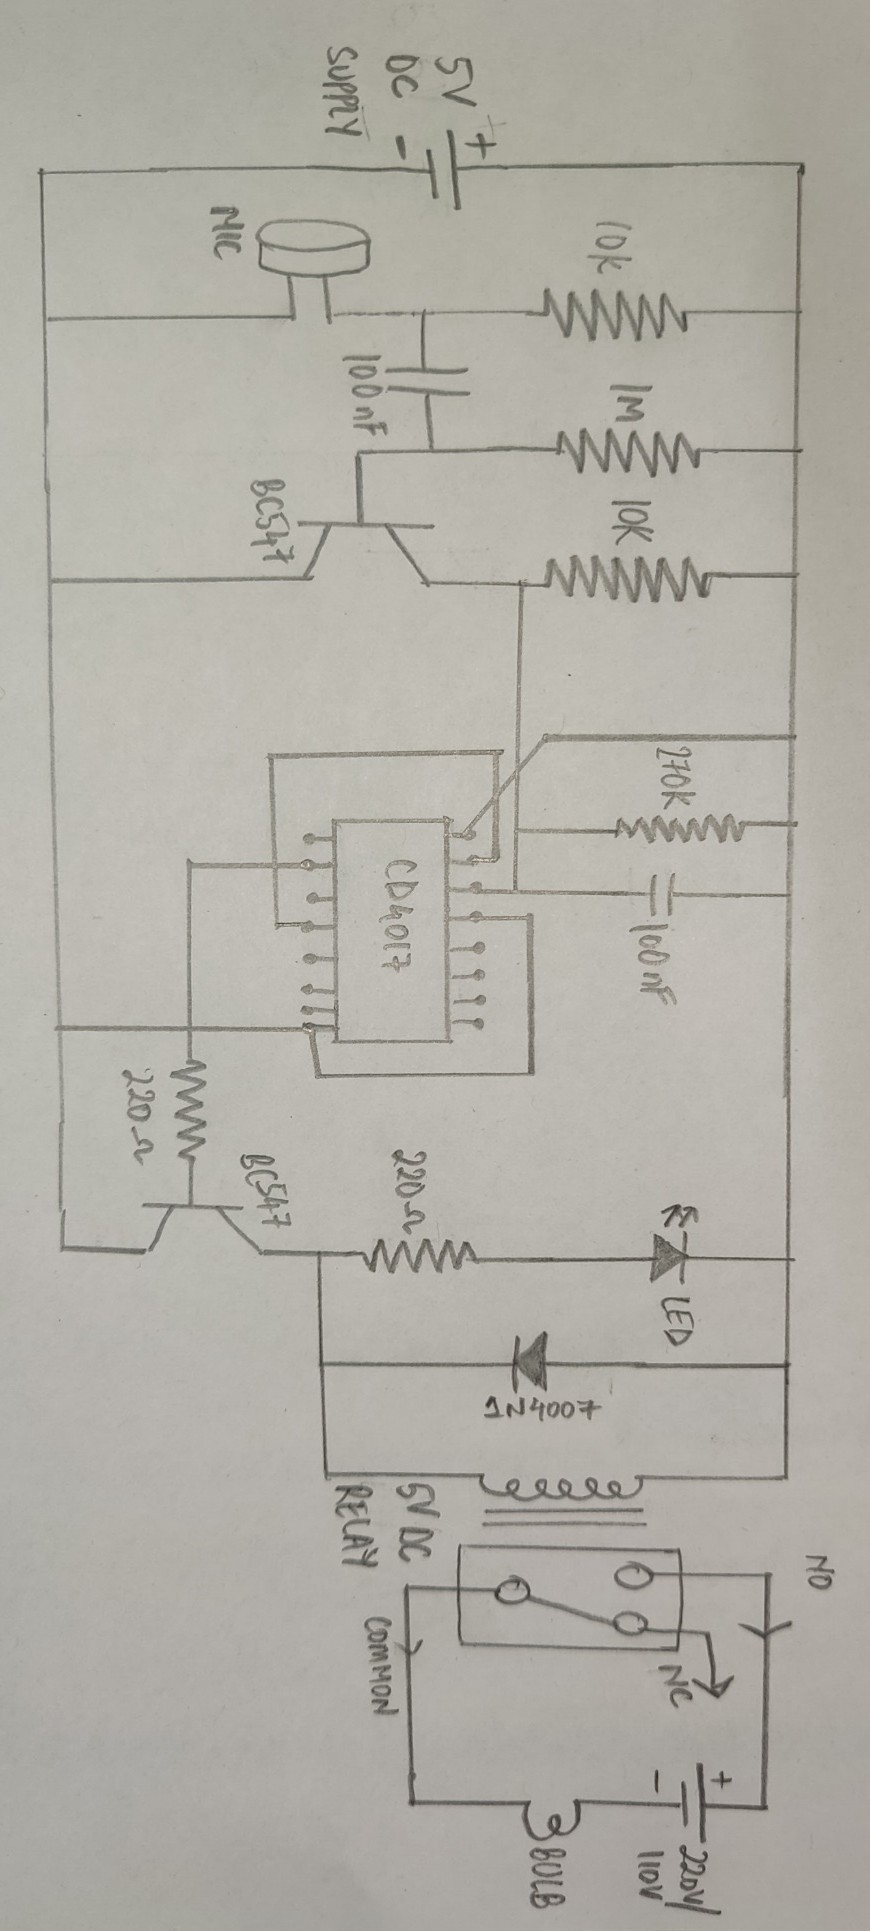 5V
DC
SUPPLY
+
-
MIC
10k
100nF
1M
BC547
10K
270K
100nF
CD4017
220Ω
BC547
220Ω
LED
1N4007
5V DC
RELAY
NO
NC
COMMON
+
-
220V/
110V
BULB